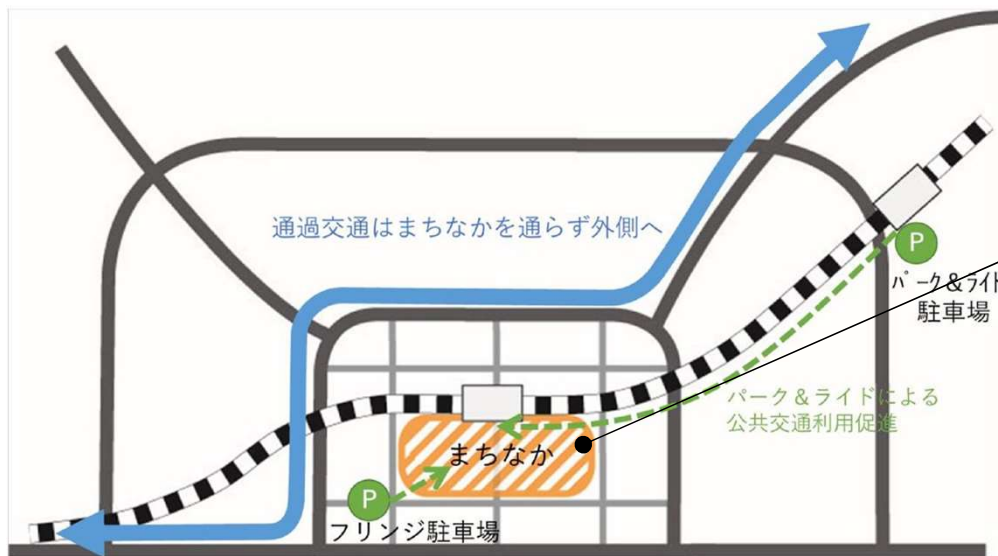 通過交通はまちなかを通らず外側へ
P
パーク&ライド
駐車場
パーク&ライドによる
公共交通利用促進
まちなか
P
フリンジ駐車場